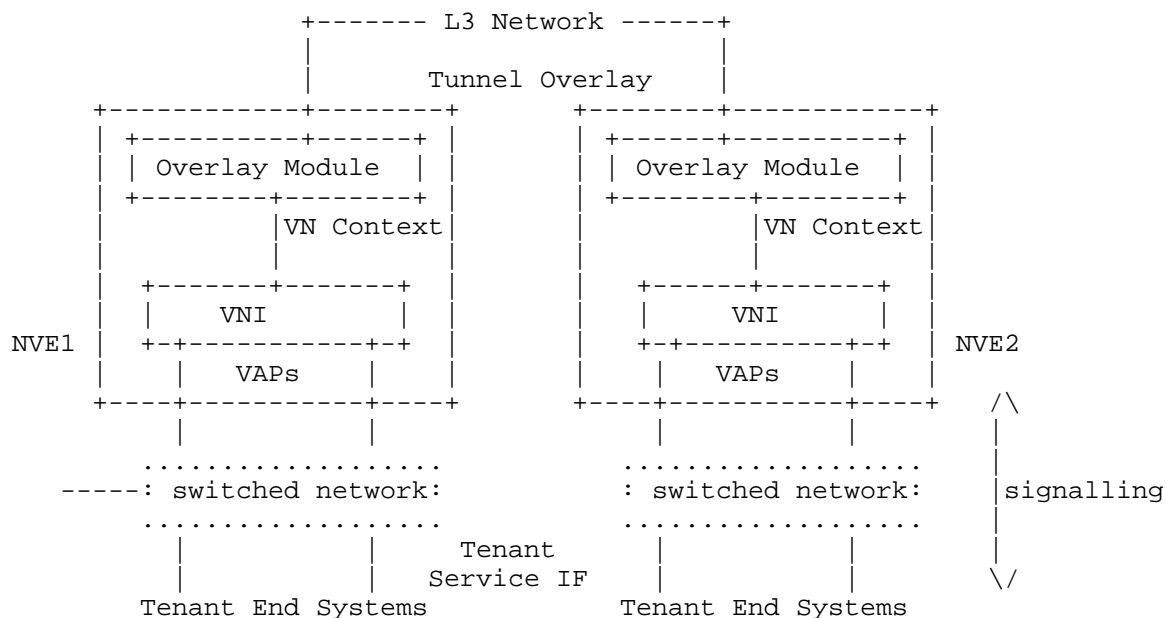 L3 Network
Tunnel Overlay
Overlay Module Overlay Module
VN Context VN Context
VNI VNI
NVE1 NVE2
VAPs VAPs
switched network switched network signalling
Tenant
Service IF
Tenant End Systems Tenant End Systems